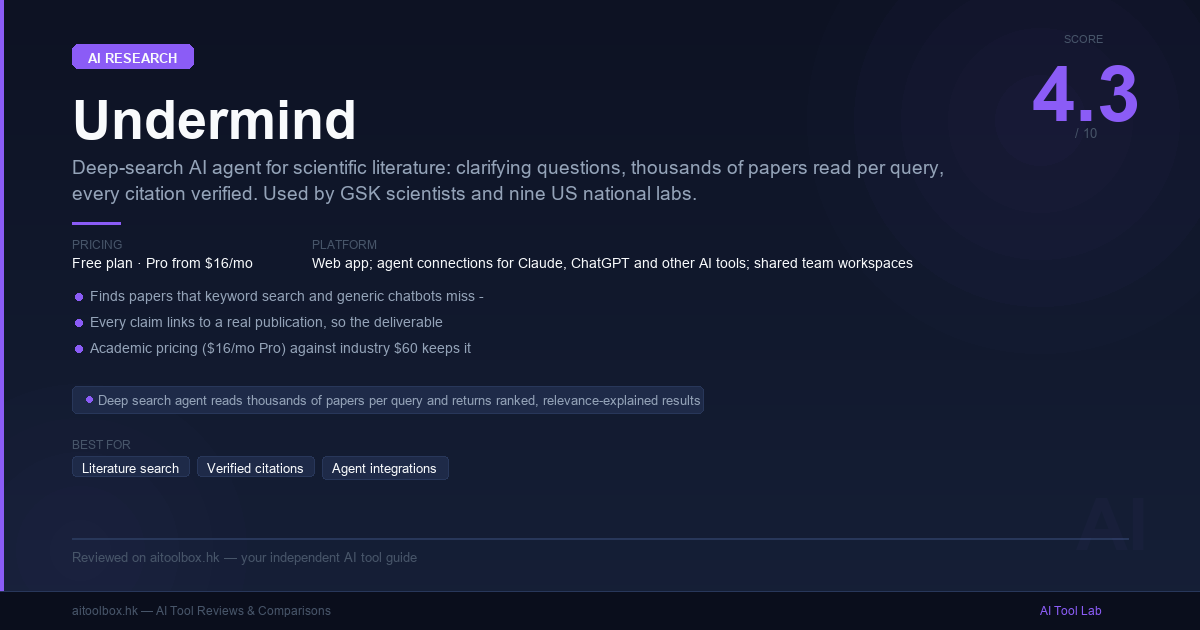 AI RESEARCH
SCORE
4.3
/ 10
Undermind
Deep-search AI agent for scientific literature: clarifying questions, thousands of papers read per query,
every citation verified. Used by GSK scientists and nine US national labs.
PRICING
Free plan · Pro from $16/mo
PLATFORM
Web app; agent connections for Claude, ChatGPT and other AI tools; shared team workspaces
Finds papers that keyword search and generic chatbots miss -
Every claim links to a real publication, so the deliverable
Academic pricing ($16/mo Pro) against industry $60 keeps it
Deep search agent reads thousands of papers per query and returns ranked, relevance-explained results
BEST FOR
Literature search
Verified citations
Agent integrations
AI
Reviewed on aitoolbox.hk — your independent AI tool guide
aitoolbox.hk — AI Tool Reviews & Comparisons
AI Tool Lab